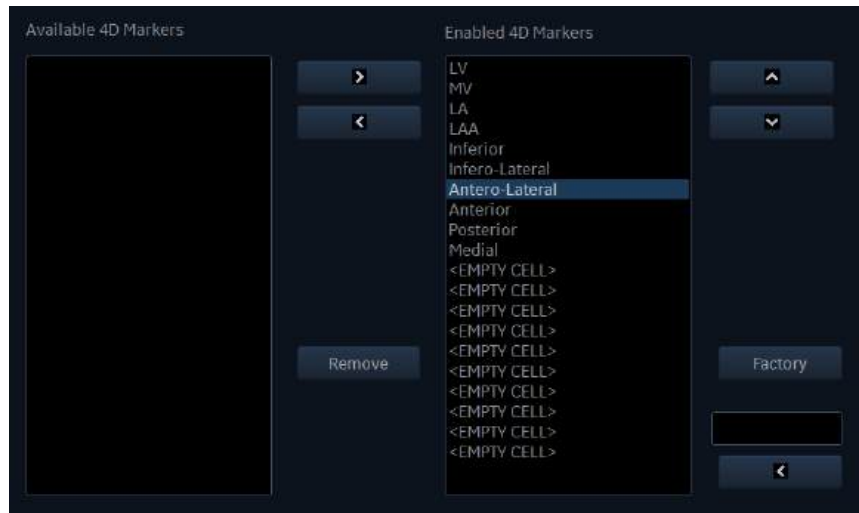 Available 4D Markers
Enabled 4D Markers
LV
MV
LA
LAA
Inferior
Infero-Lateral
Antero-Lateral
Anterior
Posterior
Medial
<EMPTY CELL>
<EMPTY CELL>
<EMPTY CELL>
<EMPTY CELL>
<EMPTY CELL>
<EMPTY CELL>
<EMPTY CELL>
<EMPTY CELL>
<EMPTY CELL>
<EMPTY CELL>
Remove
Factory